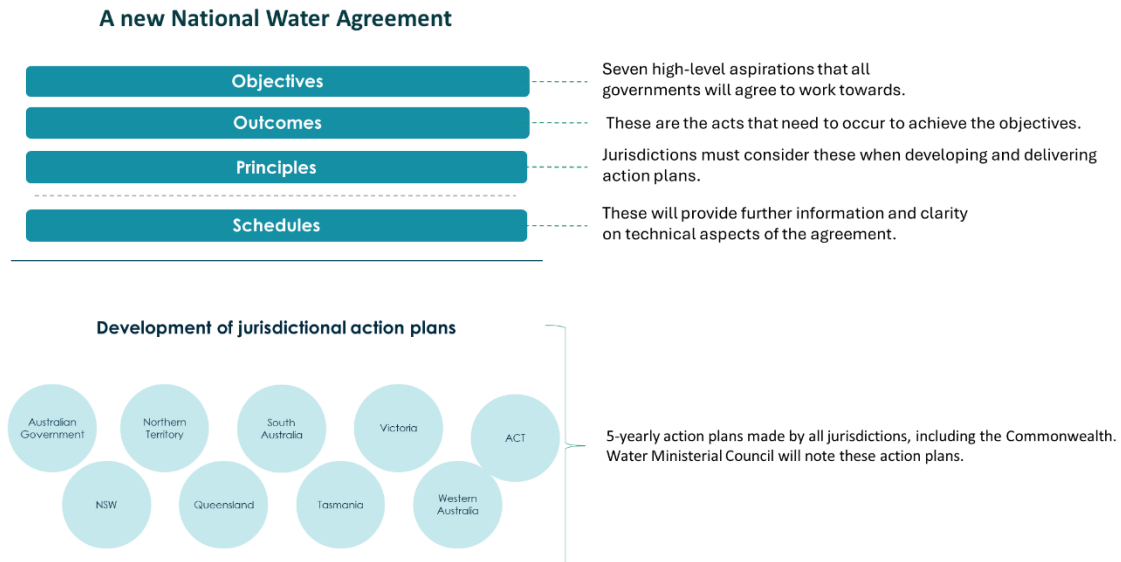 A new National Water Agreement
Objectives
Seven high-level aspirations that all
governments will agree to work towards.
Outcomes
These are the acts that need to occur to achieve the objectives.
Principles
Jurisdictions must consider these when developing and delivering
action plans.
Schedules
These will provide further information and clarity
on technical aspects of the agreement.
Development of jurisdictional action plans
Australian
Government
Northern
Territory
South
Australia
Victoria
ACT
NSW
Queensland
Tasmania
Western
Australia
5-yearly action plans made by all jurisdictions, including the Commonwealth.
Water Ministerial Council will note these action plans.